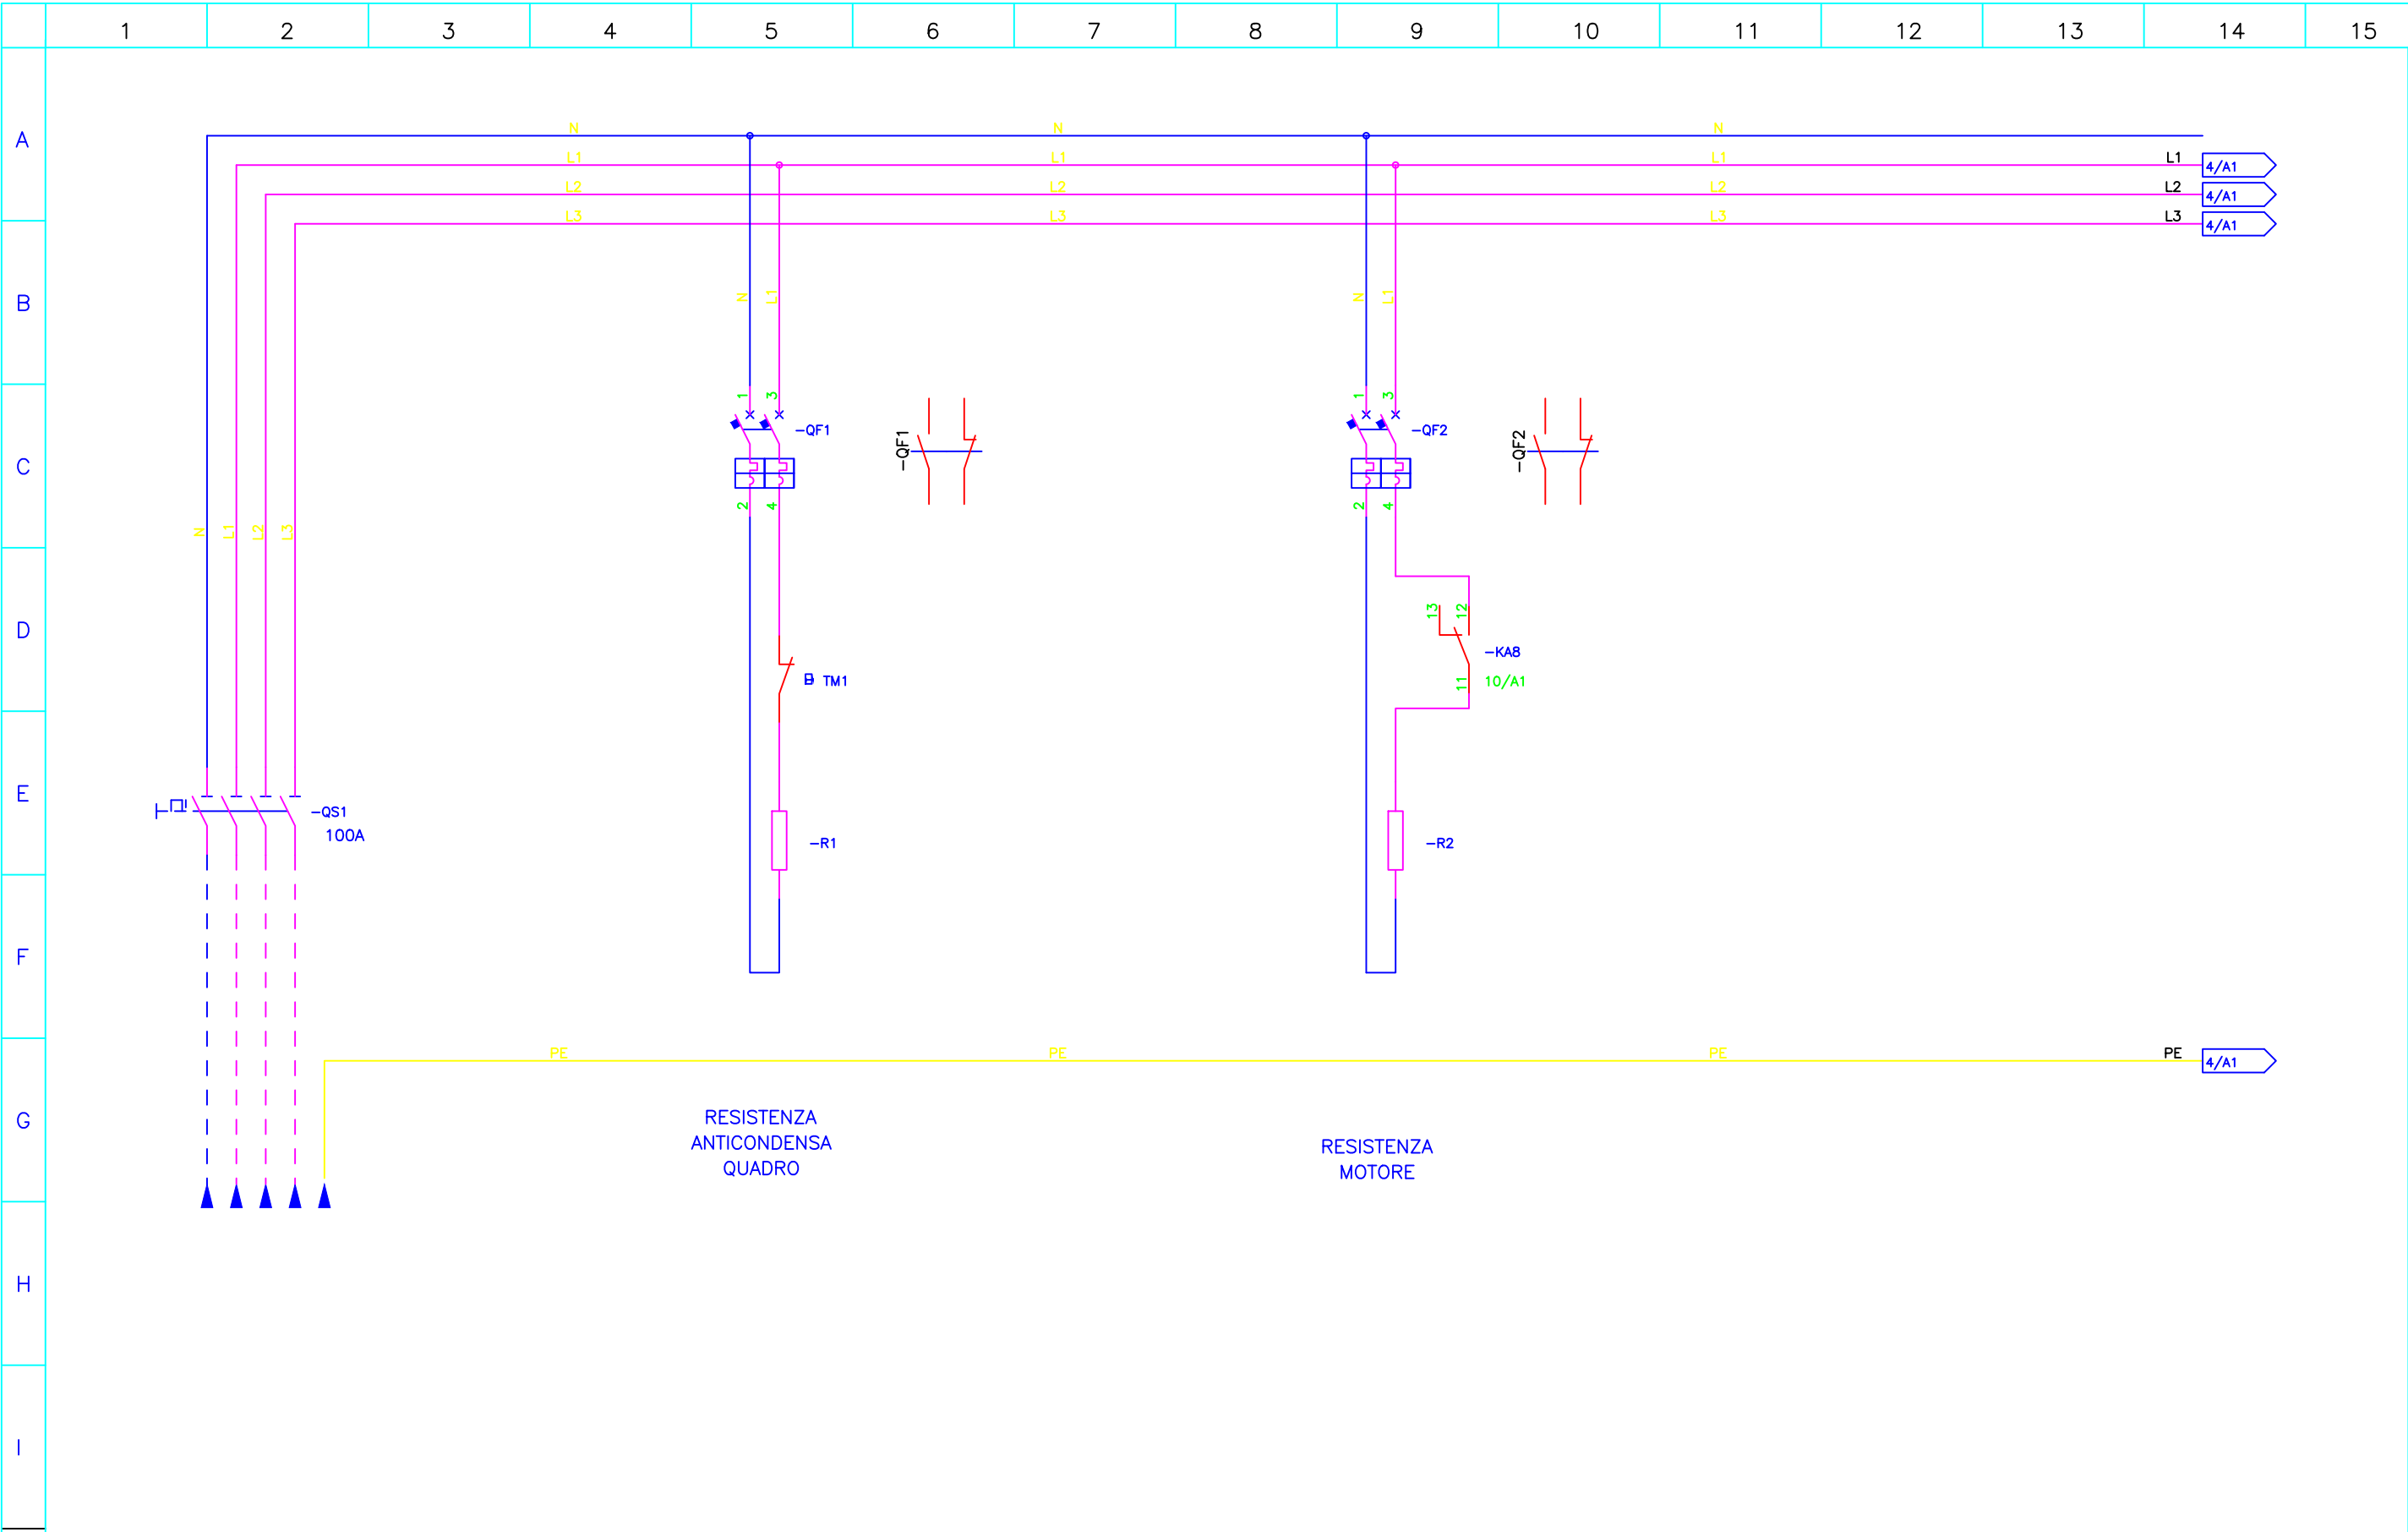 1 2 3 4 5 6 7 8 9 10 11 12 13 14 15
A
N N N
L1 L1 L1 L1 4/A1
L2 L2 L2 L2 4/A1
L3 L3 L3 L3 4/A1
B
N L1 N L1
C
1 3 1 3
-QF1 -QF1 -QF2 -QF2
2 4 2 4
N L1 L2 L3
D
13 12
-KA8
TM1 11 10/A1
E
-QS1
100A
-R1 -R2
F
PE PE PE PE 4/A1
G
RESISTENZA
ANTICONDENSA
QUADRO
RESISTENZA
MOTORE
H
I